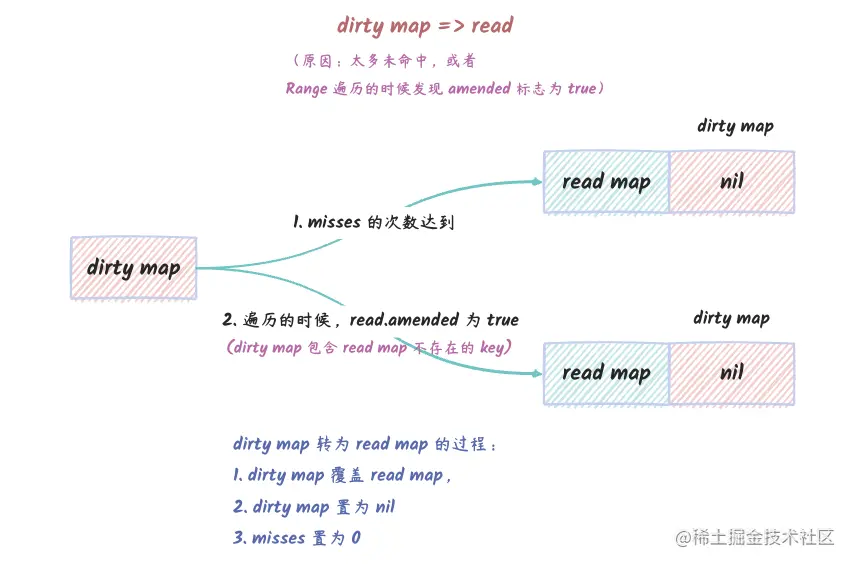 dirty map => read
（原因：太多未命中，或者
Range 遍历的时候发现 amended 标志为 true）
dirty map
read map
nil
1. misses 的次数达到
dirty map
2. 遍历的时候，read.amended 为 true
（dirty map 包含 read map 不存在的 key）
dirty map
read map
nil
dirty map 转为 read map 的过程：
1. dirty map 覆盖 read map，
2. dirty map 置为 nil
3. misses 置为 0
@稀土掘金技术社区